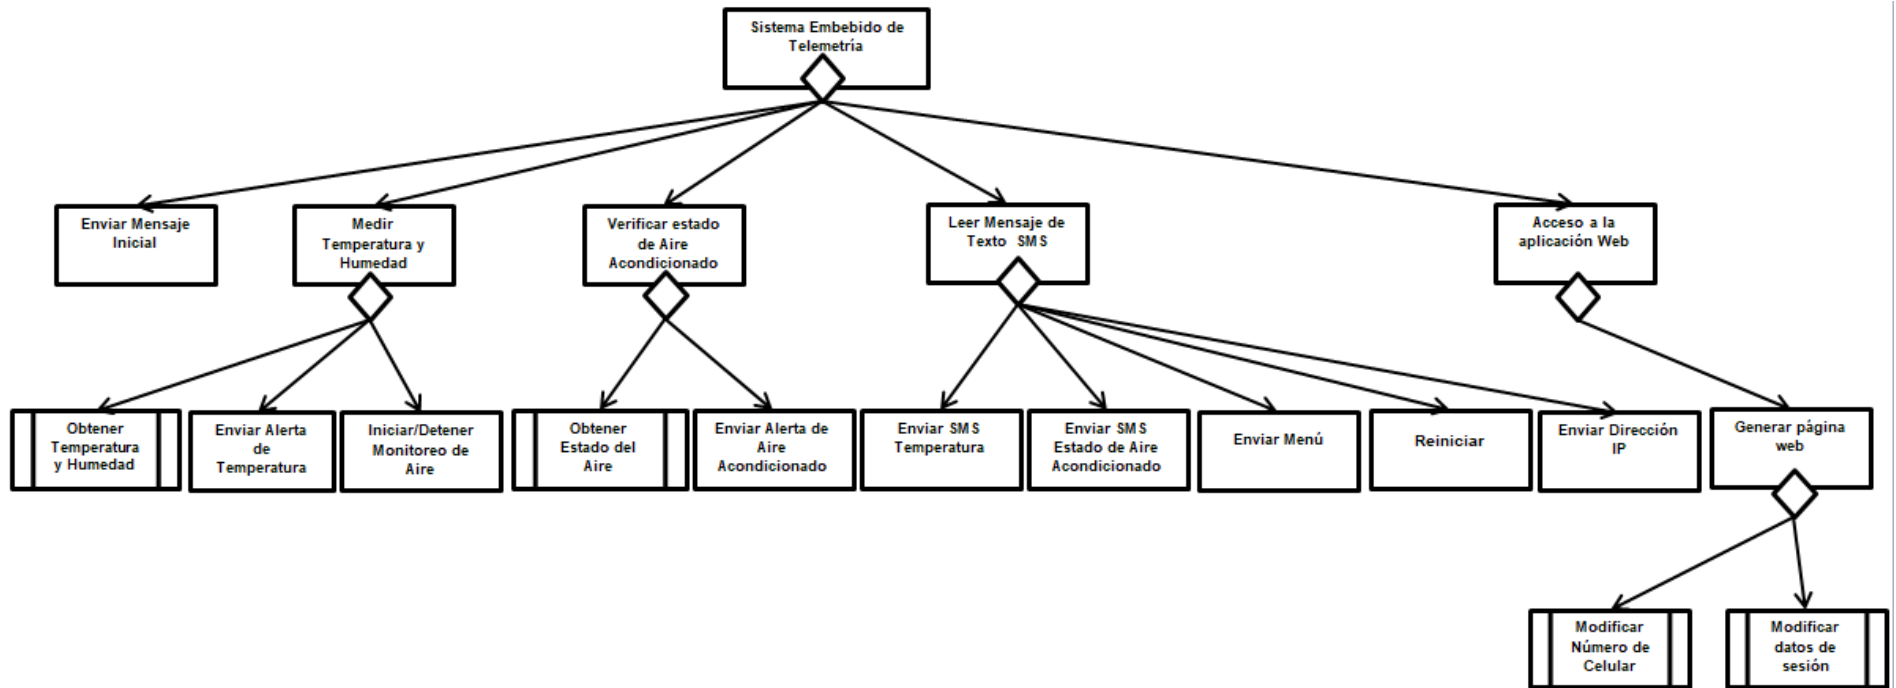 Sistema Embebido de
Telemetría
Enviar Mensaje
Inicial
Medir
Temperatura y
Humedad
Verificar estado
de Aire
Acondicionado
Leer Mensaje de
Texto SMS
Acceso a la
aplicación Web
Obtener
Temperatura
y Humedad
Enviar Alerta
de
Temperatura
Iniciar/Detener
Monitoreo de
Aire
Obtener
Estado del
Aire
Enviar Alerta de
Aire
Acondicionado
Enviar SMS
Temperatura
Enviar SMS
Estado de Aire
Acondicionado
Enviar Menú
Reiniciar
Enviar Dirección
IP
Generar página
web
Modificar
Número de
Celular
Modificar
datos de
sesión